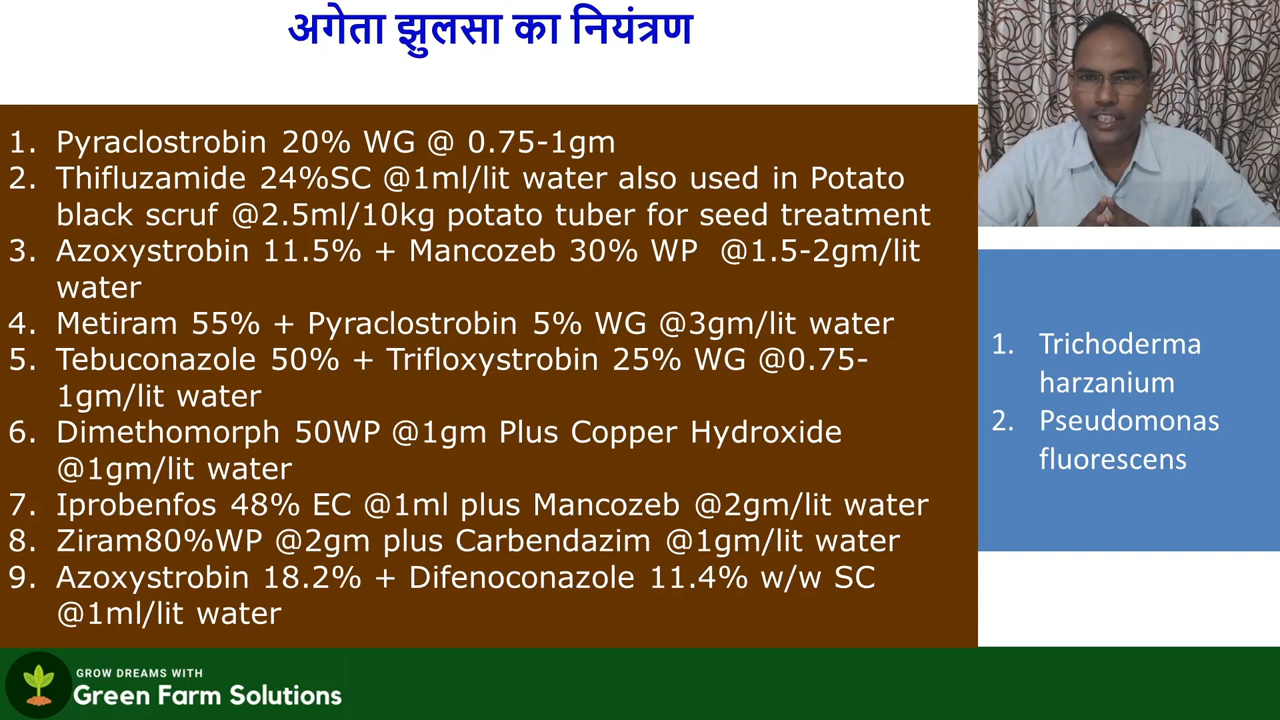 अगेता झुलसा का नियंत्रण
1. Pyraclostrobin 20% WG @ 0.75-1gm
2. Thifluzamide 24%SC @1ml/lit water also used in Potato
black scruf @2.5ml/10kg potato tuber for seed treatment
3. Azoxystrobin 11.5% + Mancozeb 30% WP @1.5-2gm/lit
water
4. Metiram 55% + Pyraclostrobin 5% WG @3gm/lit water
5. Tebuconazole 50% + Trifloxystrobin 25% WG @0.75-
1gm/lit water
6. Dimethomorph 50WP @1gm Plus Copper Hydroxide
@1gm/lit water
7. Iprobenfos 48% EC @1ml plus Mancozeb @2gm/lit water
8. Ziram80%WP @2gm plus Carbendazim @1gm/lit water
9. Azoxystrobin 18.2% + Difenoconazole 11.4% w/w SC
@1ml/lit water
1. Trichoderma
harzanium
2. Pseudomonas
fluorescens
GROW DREAMS WITH
Green Farm Solutions